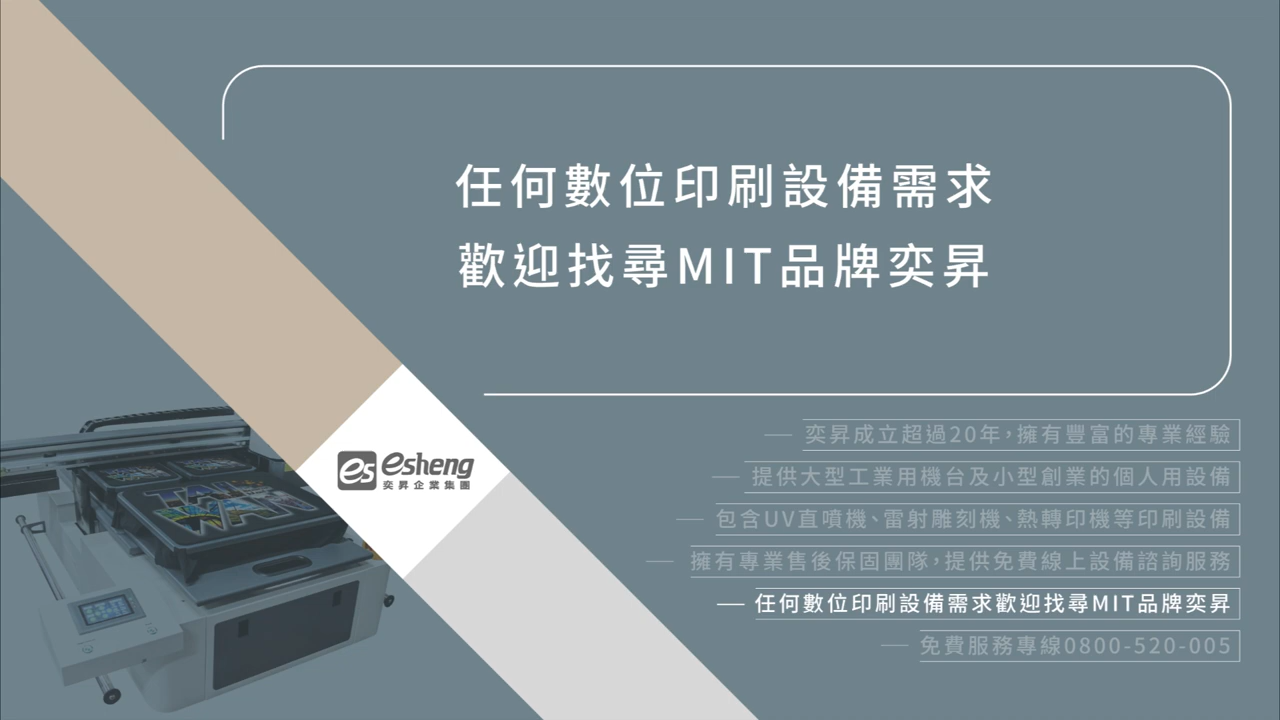 任何數位印刷設備需求
歡迎找尋MIT品牌奕昇
es esheng
奕昇企業集團
奕昇成立超過20年,擁有豐富的專業經驗
提供大型工業用機台及小型創業的個人用設備
包含UV直噴機、雷射雕刻機、熱轉印機等印刷設備
擁有專業售後保固團隊,提供免費線上設備諮詢服務
任何數位印刷設備需求歡迎找尋MIT品牌奕昇
免費服務專線0800-520-005
TAIWAN